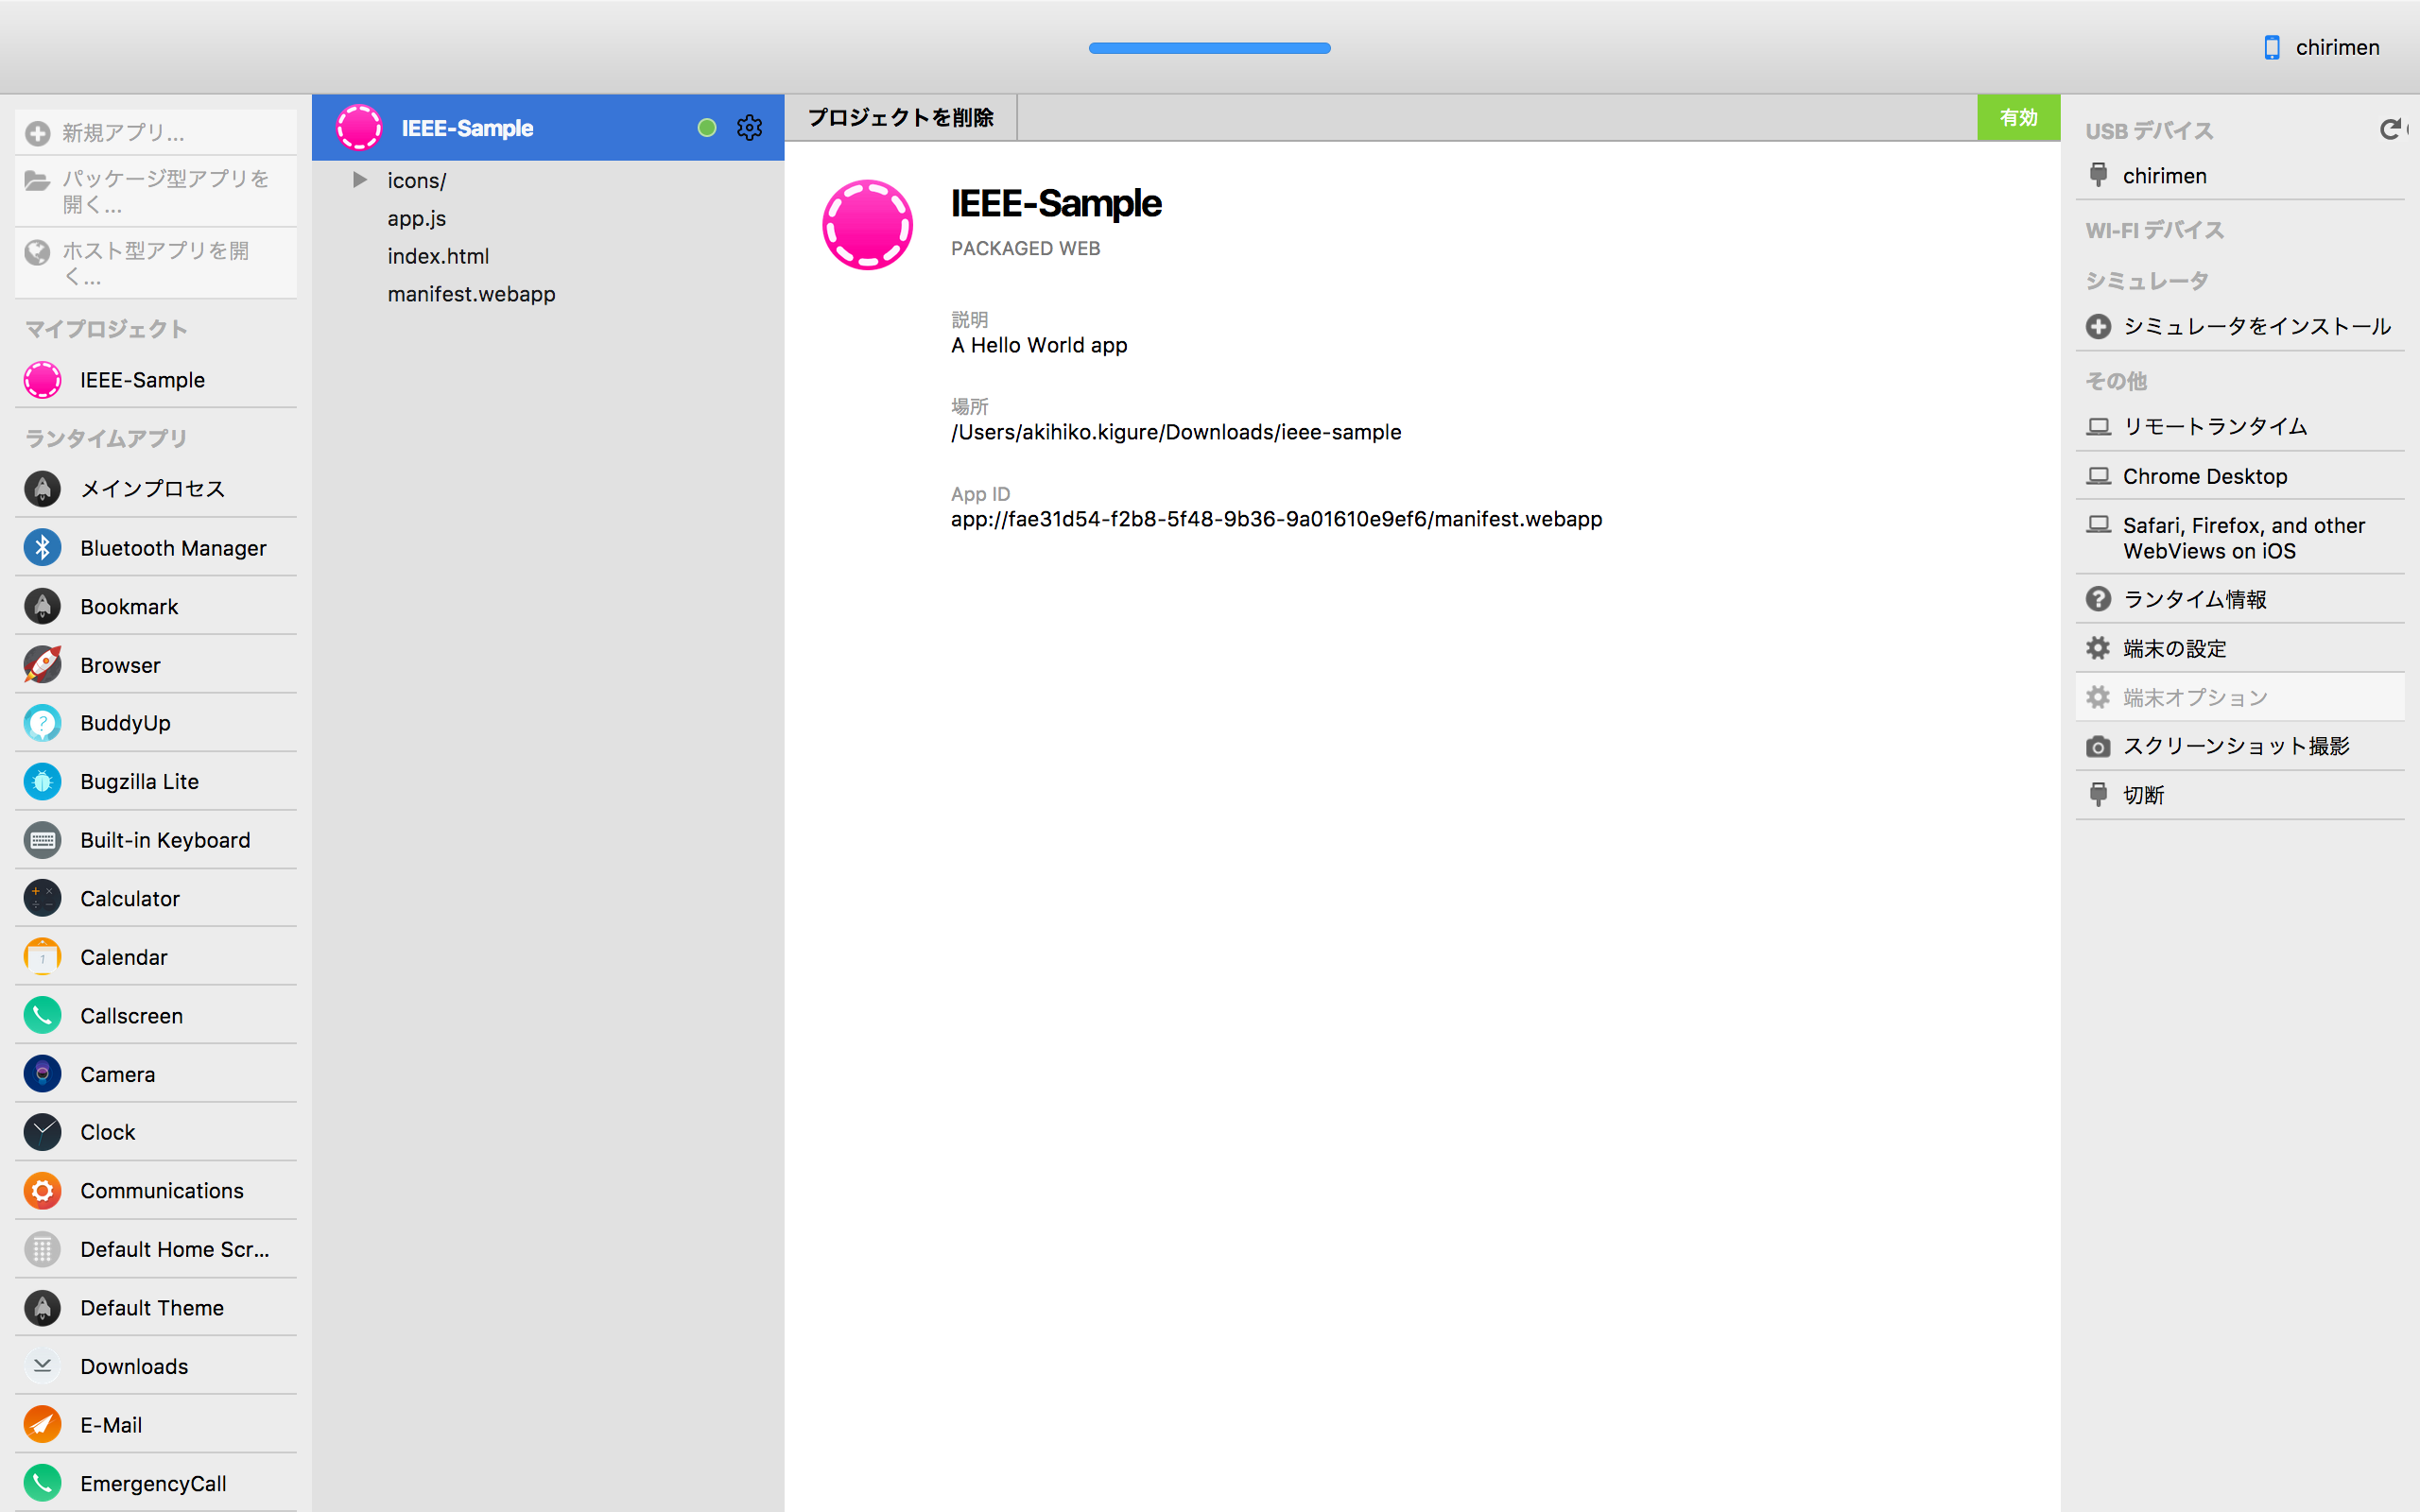 chirimen
新規アプリ...
パッケージ型アプリを
開く...
ホスト型アプリを開
く...
マイプロジェクト
IEEE-Sample
ランタイムアプリ
メインプロセス
Bluetooth Manager
Bookmark
Browser
BuddyUp
Bugzilla Lite
Built-in Keyboard
Calculator
Calendar
Callscreen
Camera
Clock
Communications
Default Home Scr...
Default Theme
Downloads
E-Mail
EmergencyCall
IEEE-Sample
icons/
app.js
index.html
manifest.webapp
プロジェクトを削除
有効
IEEE-Sample
PACKAGED WEB
説明
A Hello World app
場所
/Users/akihiko.kigure/Downloads/ieee-sample
App ID
app://fae31d54-f2b8-5f48-9b36-9a01610e9ef6/manifest.webapp
USB デバイス
chirimen
WI-FI デバイス
シミュレータ
シミュレータをインストール
その他
リモートランタイム
Chrome Desktop
Safari, Firefox, and other
WebViews on iOS
ランタイム情報
端末の設定
端末オプション
スクリーンショット撮影
切断